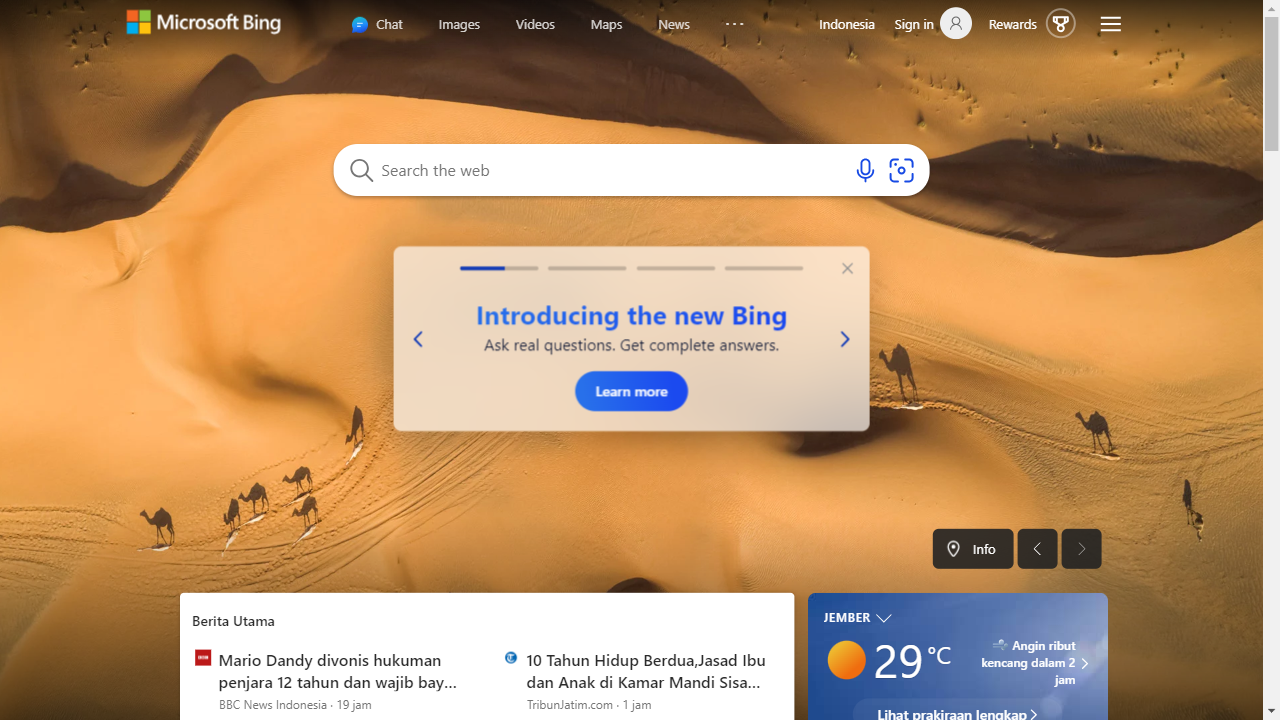 Microsoft Bing
Chat
Images
Videos
Maps
News
Indonesia
Sign in
Rewards
Search the web
Introducing the new Bing
Ask real questions. Get complete answers.
Learn more
Info
Berita Utama
Mario Dandy divonis hukuman
penjara 12 tahun dan wajib bay...
BBC News Indonesia · 19 jam
10 Tahun Hidup Berdua,Jasad Ibu
dan Anak di Kamar Mandi Sisa...
TribunJatim.com · 1 jam
JEMBER
29 °C
Angin ribut
kencang dalam 2
jam
Lihat prakiraan lengkap